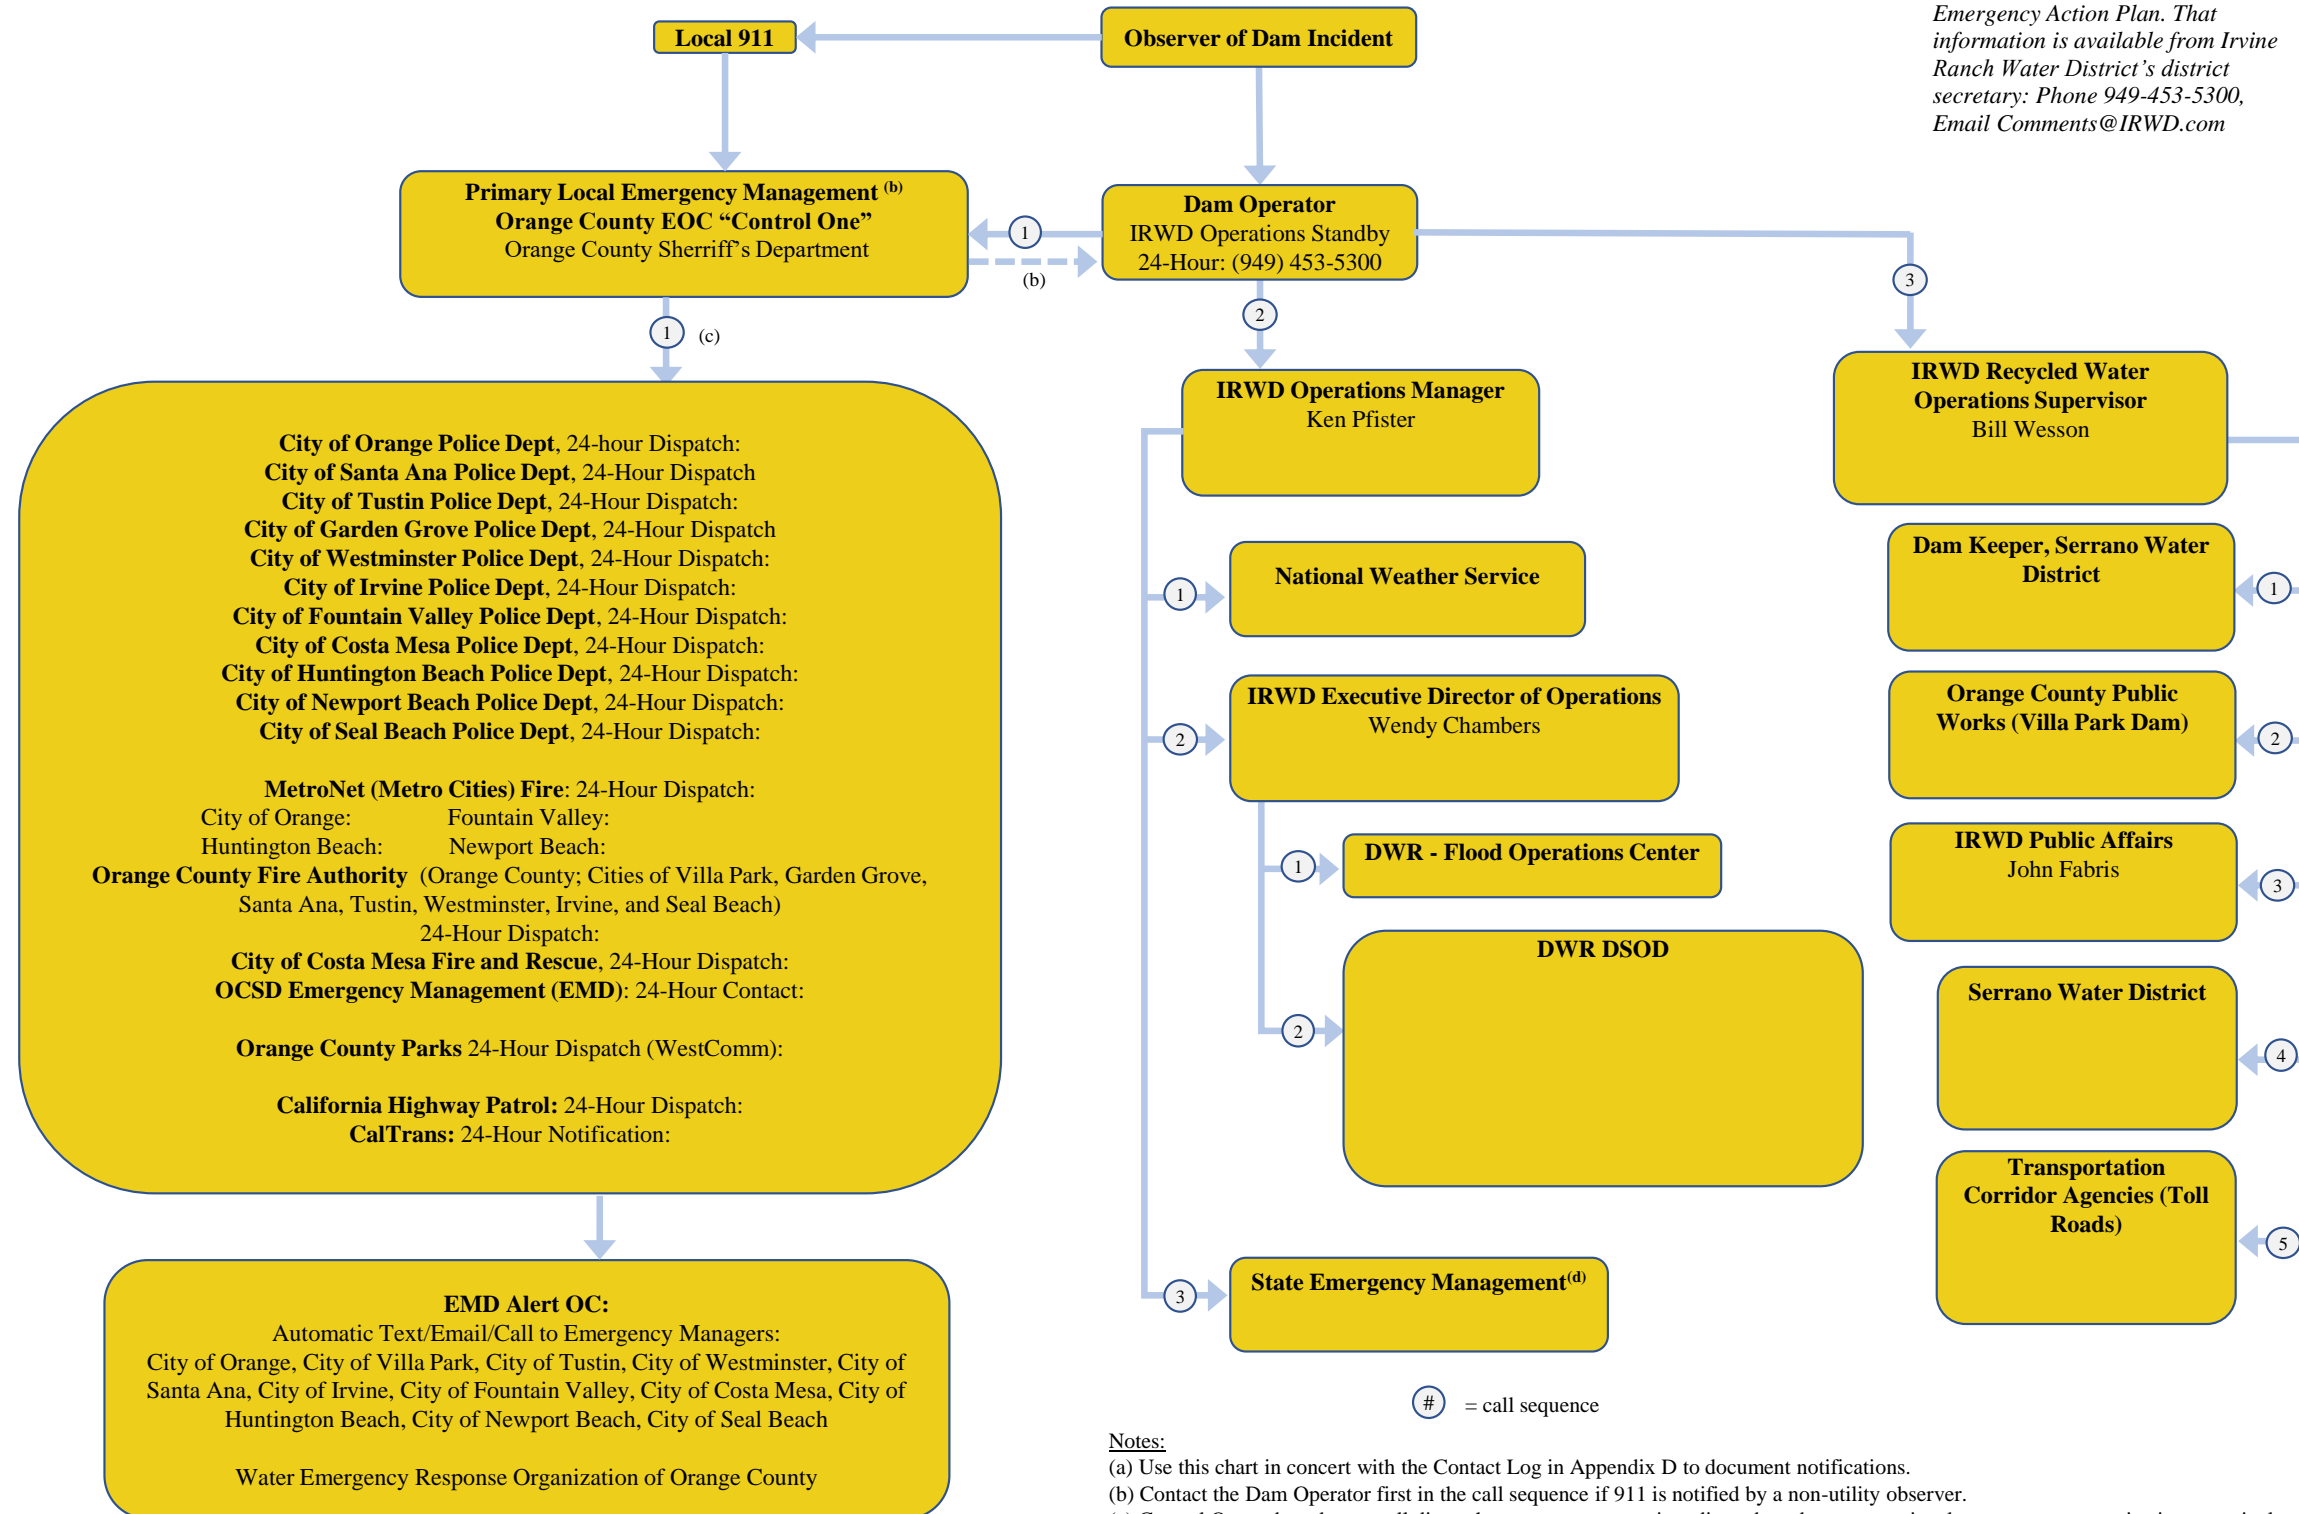 Emergency Action Plan. That
information is available from Irvine
Ranch Water District’s district
secretary: Phone 949-453-5300,
Email Comments@IRWD.com
Local 911
Observer of Dam Incident
Primary Local Emergency Management (b)
Orange County EOC “Control One”
Orange County Sherriff’s Department
1
(b)
Dam Operator
IRWD Operations Standby
24-Hour: (949) 453-5300
1
(c)
2
3
City of Orange Police Dept, 24-hour Dispatch:
City of Santa Ana Police Dept, 24-Hour Dispatch
City of Tustin Police Dept, 24-Hour Dispatch:
City of Garden Grove Police Dept, 24-Hour Dispatch
City of Westminster Police Dept, 24-Hour Dispatch:
City of Irvine Police Dept, 24-Hour Dispatch:
City of Fountain Valley Police Dept, 24-Hour Dispatch:
City of Costa Mesa Police Dept, 24-Hour Dispatch:
City of Huntington Beach Police Dept, 24-Hour Dispatch:
City of Newport Beach Police Dept, 24-Hour Dispatch:
City of Seal Beach Police Dept, 24-Hour Dispatch:
MetroNet (Metro Cities) Fire: 24-Hour Dispatch:
City of Orange: Fountain Valley:
Huntington Beach: Newport Beach:
Orange County Fire Authority (Orange County; Cities of Villa Park, Garden Grove,
Santa Ana, Tustin, Westminster, Irvine, and Seal Beach)
24-Hour Dispatch:
City of Costa Mesa Fire and Rescue, 24-Hour Dispatch:
OCSD Emergency Management (EMD): 24-Hour Contact:
Orange County Parks 24-Hour Dispatch (WestComm):
California Highway Patrol: 24-Hour Dispatch:
CalTrans: 24-Hour Notification:
EMD Alert OC:
Automatic Text/Email/Call to Emergency Managers:
City of Orange, City of Villa Park, City of Tustin, City of Westminster, City of
Santa Ana, City of Irvine, City of Fountain Valley, City of Costa Mesa, City of
Huntington Beach, City of Newport Beach, City of Seal Beach
Water Emergency Response Organization of Orange County
IRWD Operations Manager
Ken Pfister
1
National Weather Service
2
IRWD Executive Director of Operations
Wendy Chambers
1
DWR - Flood Operations Center
2
DWR DSOD
3
State Emergency Management(d)
IRWD Recycled Water
Operations Supervisor
Bill Wesson
Dam Keeper, Serrano Water
District
1
Orange County Public
Works (Villa Park Dam)
2
IRWD Public Affairs
John Fabris
3
Serrano Water District
4
Transportation
Corridor Agencies (Toll
Roads)
5
# = call sequence
Notes:
(a) Use this chart in concert with the Contact Log in Appendix D to document notifications.
(b) Contact the Dam Operator first in the call sequence if 911 is notified by a non-utility observer.